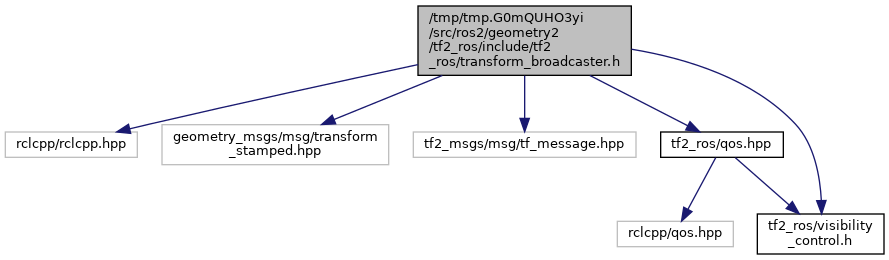 /tmp/tmp.G0mQUHO3yi
/src/ros2/geometry2
/tf2_ros/include/tf2
_ros/transform_broadcaster.h
rclcpp/rclcpp.hpp
geometry_msgs/msg/transform
_stamped.hpp
tf2_msgs/msg/tf_message.hpp
tf2_ros/qos.hpp
rclcpp/qos.hpp
tf2_ros/visibility
_control.h